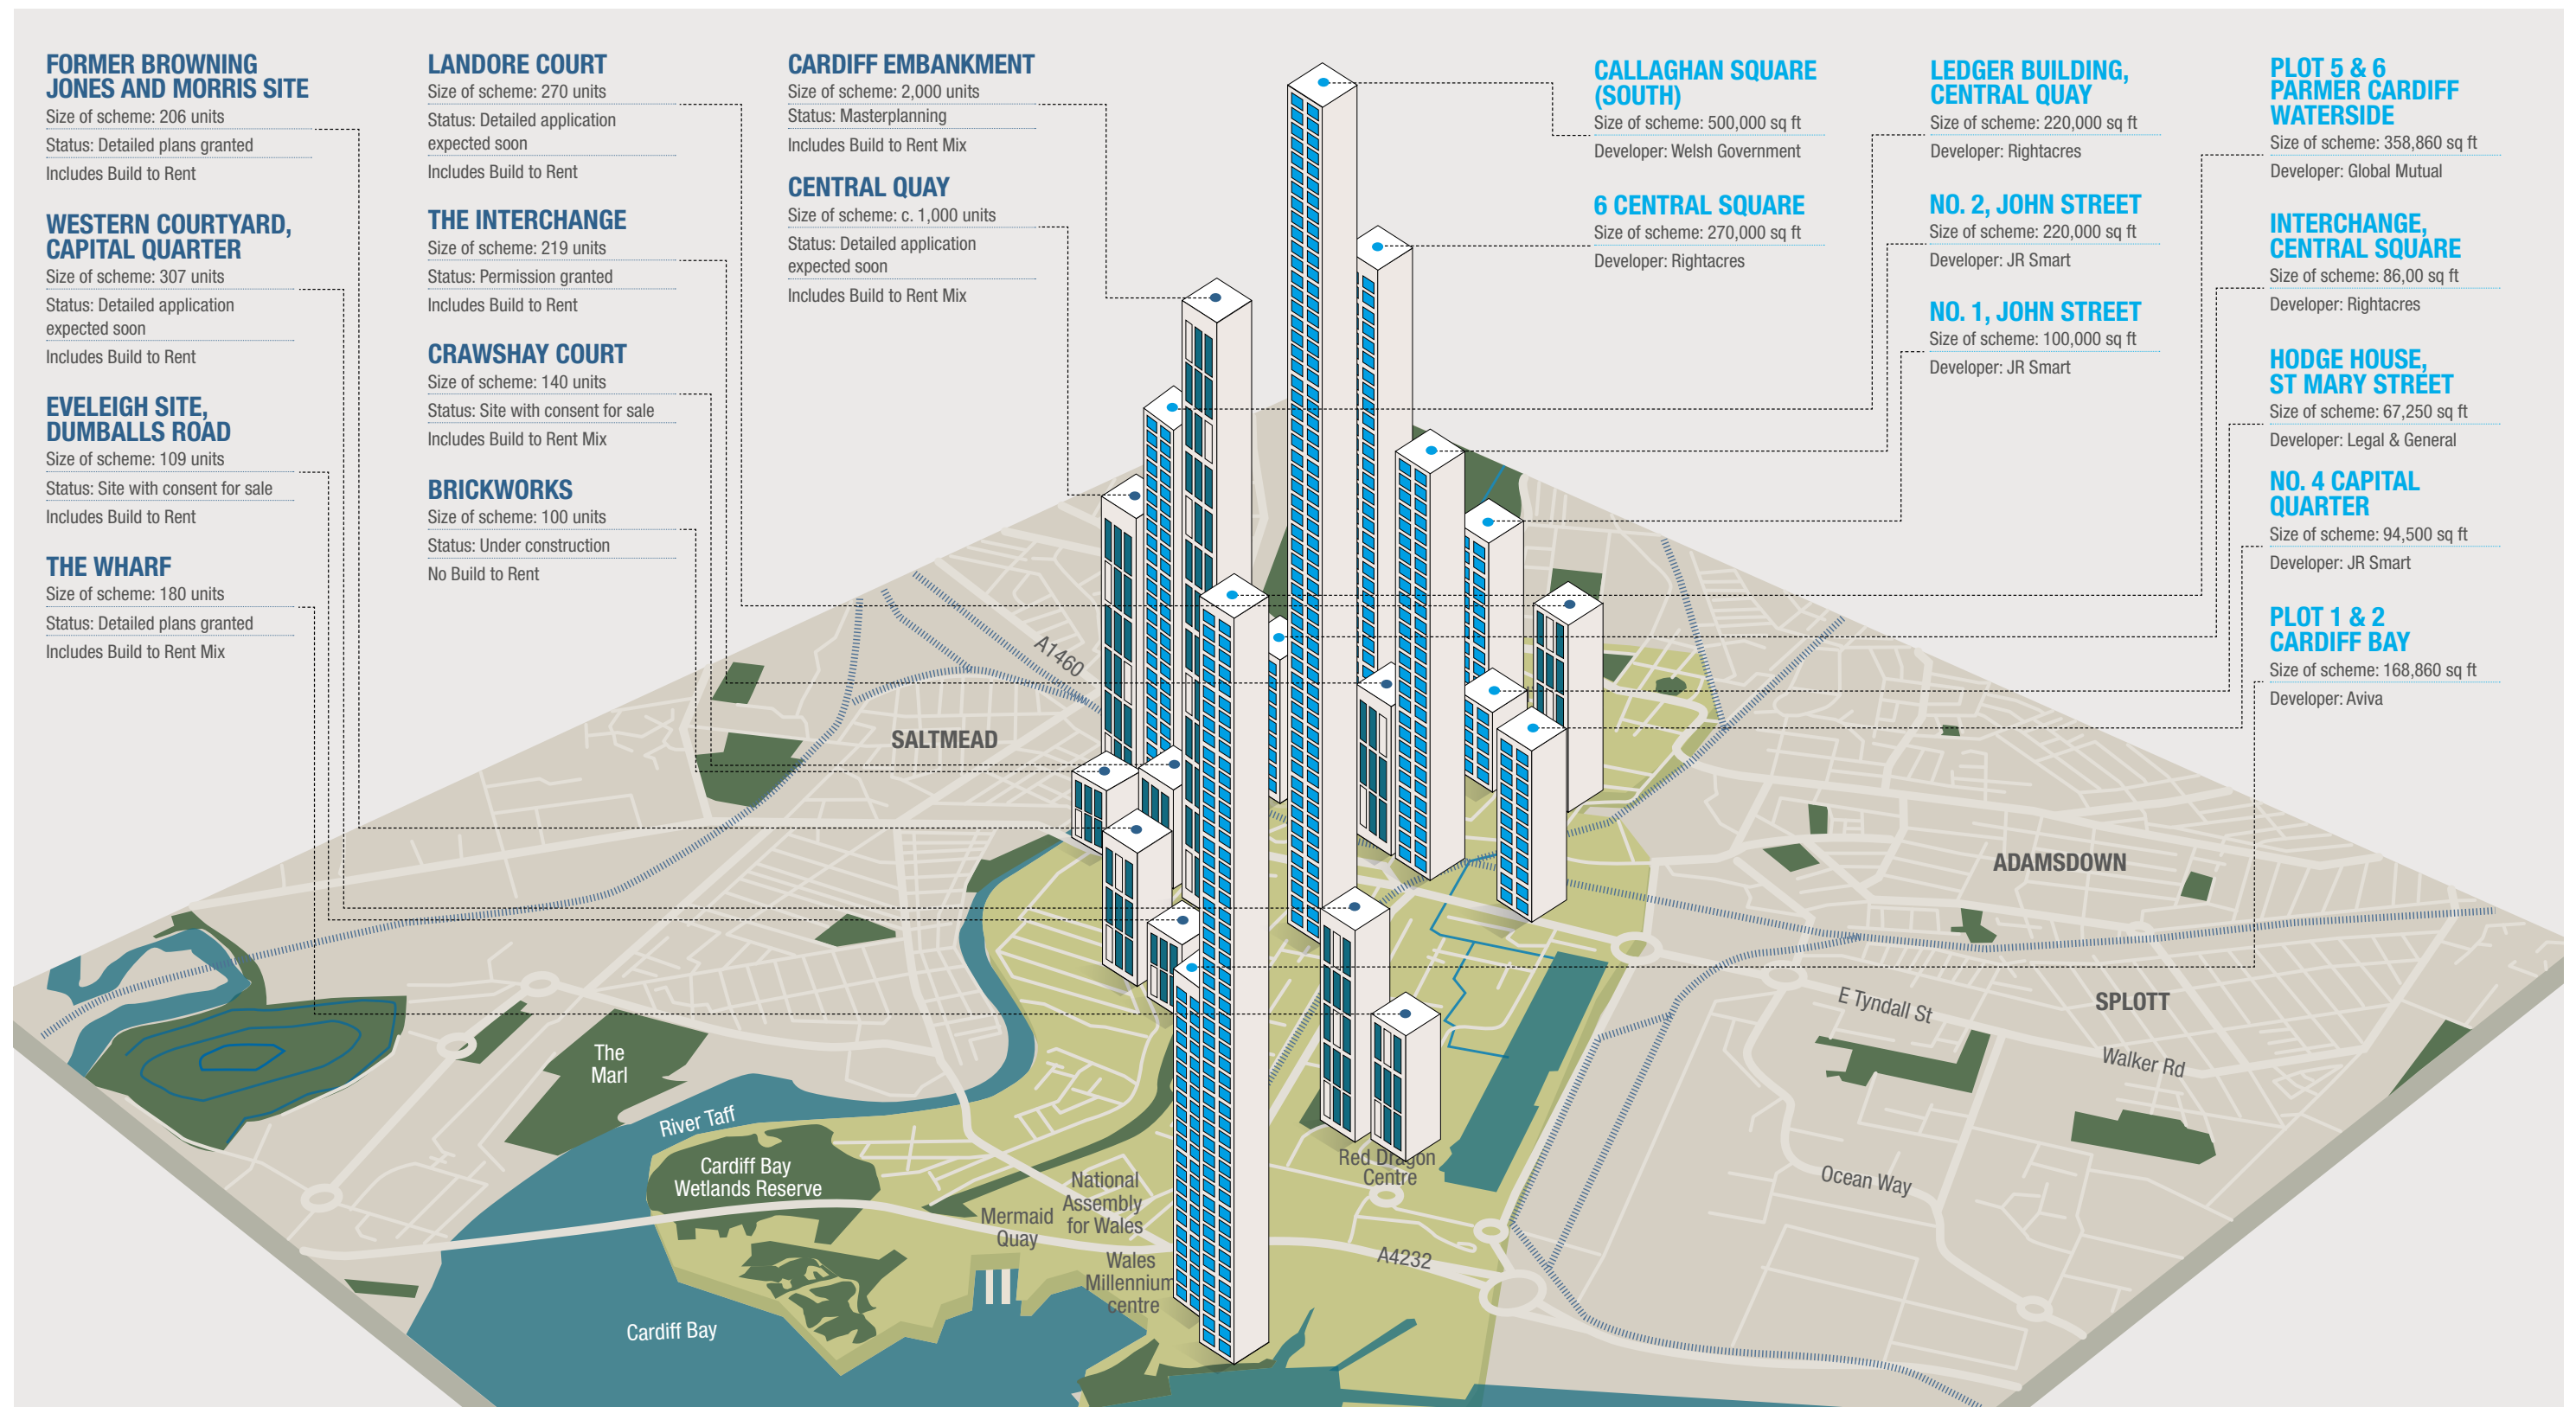 FORMER BROWNING
JONES AND MORRIS SITE
Size of scheme: 206 units
Status: Detailed plans granted
Includes Build to Rent
WESTERN COURTYARD,
CAPITAL QUARTER
Size of scheme: 307 units
Status: Detailed application
expected soon
Includes Build to Rent
EVELEIGH SITE,
DUMBALLS ROAD
Size of scheme: 109 units
Status: Site with consent for sale
Includes Build to Rent
THE WHARF
Size of scheme: 180 units
Status: Detailed plans granted
Includes Build to Rent Mix
LANDORE COURT
Size of scheme: 270 units
Status: Detailed application
expected soon
Includes Build to Rent
THE INTERCHANGE
Size of scheme: 219 units
Status: Permission granted
Includes Build to Rent
CRAWSHAY COURT
Size of scheme: 140 units
Status: Site with consent for sale
Includes Build to Rent Mix
BRICKWORKS
Size of scheme: 100 units
Status: Under construction
No Build to Rent
CARDIFF EMBANKMENT
Size of scheme: 2,000 units
Status: Masterplanning
Includes Build to Rent Mix
CENTRAL QUAY
Size of scheme: c. 1,000 units
Status: Detailed application
expected soon
Includes Build to Rent Mix
CALLAGHAN SQUARE
(SOUTH)
Size of scheme: 500,000 sq ft
Developer: Welsh Government
6 CENTRAL SQUARE
Size of scheme: 270,000 sq ft
Developer: Rightacres
LEDGER BUILDING,
CENTRAL QUAY
Size of scheme: 220,000 sq ft
Developer: Rightacres
NO. 2, JOHN STREET
Size of scheme: 220,000 sq ft
Developer: JR Smart
NO. 1, JOHN STREET
Size of scheme: 100,000 sq ft
Developer: JR Smart
PLOT 5 & 6
PARMER CARDIFF
WATERSIDE
Size of scheme: 358,860 sq ft
Developer: Global Mutual
INTERCHANGE,
CENTRAL SQUARE
Size of scheme: 86,00 sq ft
Developer: Rightacres
HODGE HOUSE,
ST MARY STREET
Size of scheme: 67,250 sq ft
Developer: Legal & General
NO. 4 CAPITAL
QUARTER
Size of scheme: 94,500 sq ft
Developer: JR Smart
PLOT 1 & 2
CARDIFF BAY
Size of scheme: 168,860 sq ft
Developer: Aviva
A1460
SALTMEAD
ADAMSDOWN
SPLOTT
E Tyndall St
Walker Rd
Ocean Way
The
Marl
River Taff
Cardiff Bay
Wetlands Reserve
National
Assembly
for Wales
Mermaid
Quay
Wales
Millennium
centre
Red Dragon
Centre
A4232
Cardiff Bay